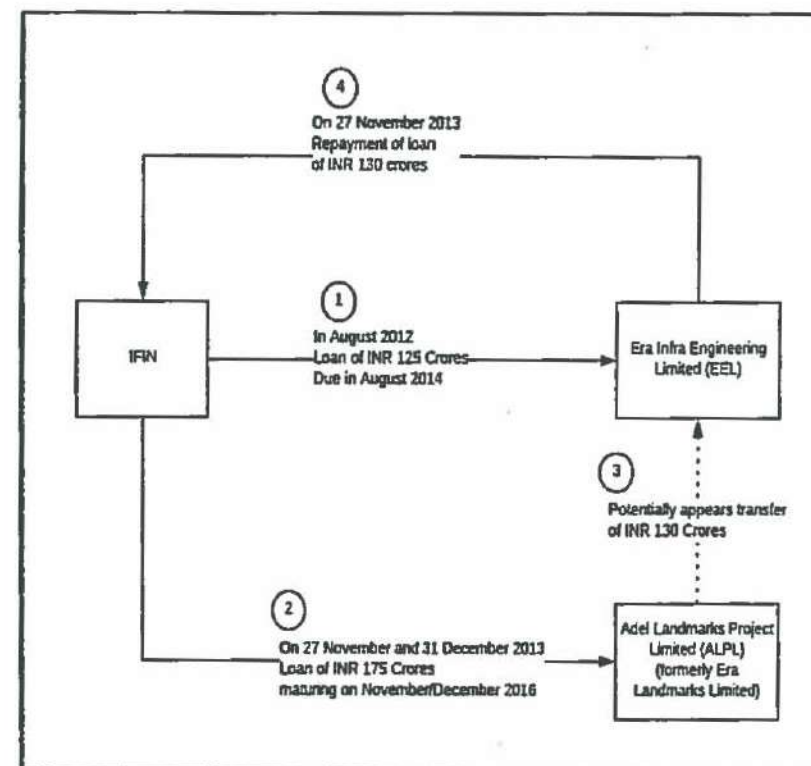 4
On 27 November 2013
Repayment of loan
of INR 130 crores
1
In August 2012
Loan of INR 125 Crores
Due in August 2014
IFIN
Era Infra Engineering
Limited (EEL)
3
Potentially appears transfer
of INR 130 Crores
2
On 27 November and 31 December 2013
Loan of INR 175 Crores
maturing on November/December 2016
Adel Landmarks Project
Limited (ALPL)
(formerly Era
Landmarks Limited)